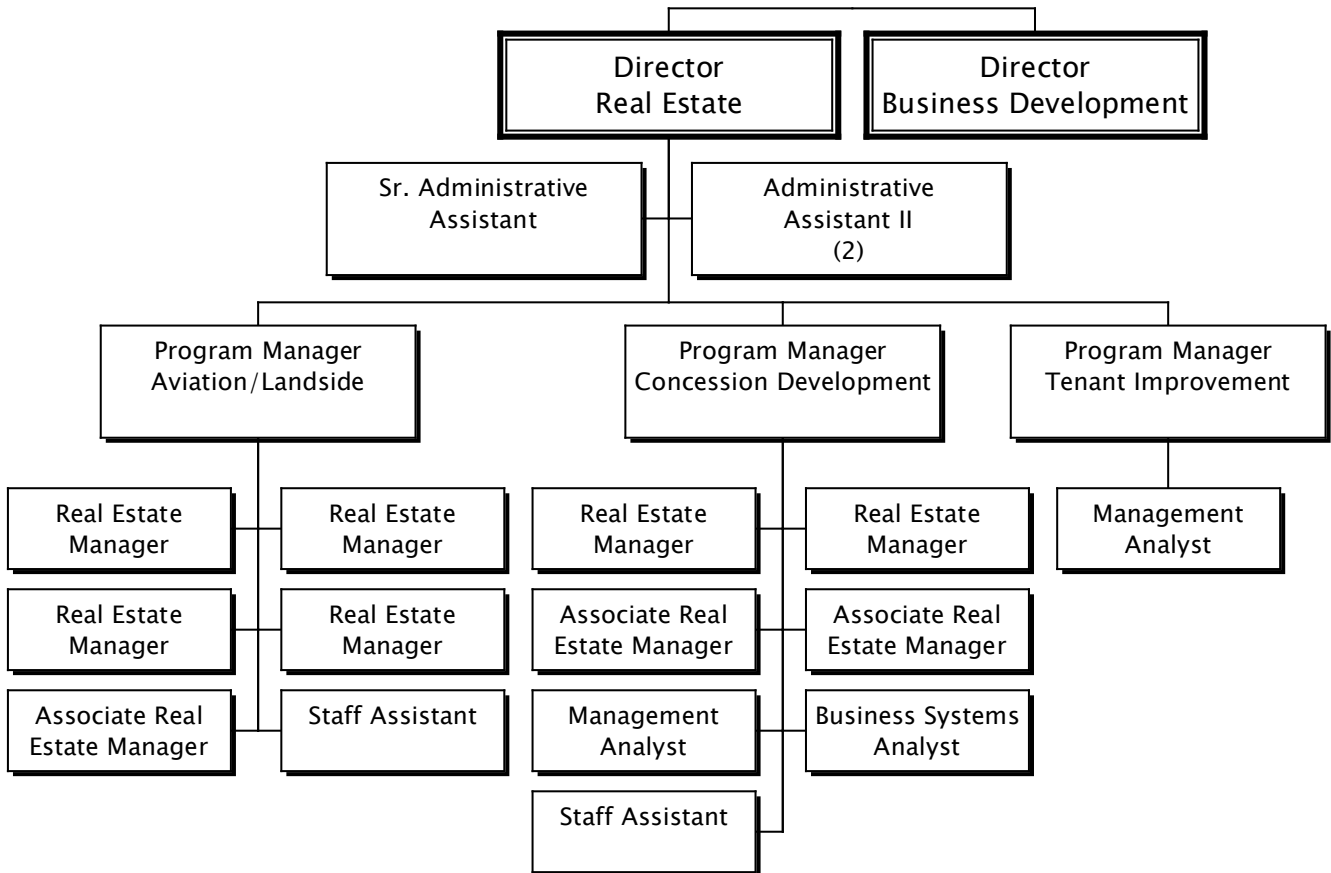 Director
Real Estate
Director
Business Development
Sr. Administrative
Assistant
Administrative
Assistant II
(2)
Program Manager
Aviation/Landside
Program Manager
Concession Development
Program Manager
Tenant Improvement
Real Estate
Manager
Real Estate
Manager
Real Estate
Manager
Real Estate
Manager
Management
Analyst
Real Estate
Manager
Real Estate
Manager
Associate Real
Estate Manager
Associate Real
Estate Manager
Associate Real
Estate Manager
Staff Assistant
Management
Analyst
Business Systems
Analyst
Staff Assistant